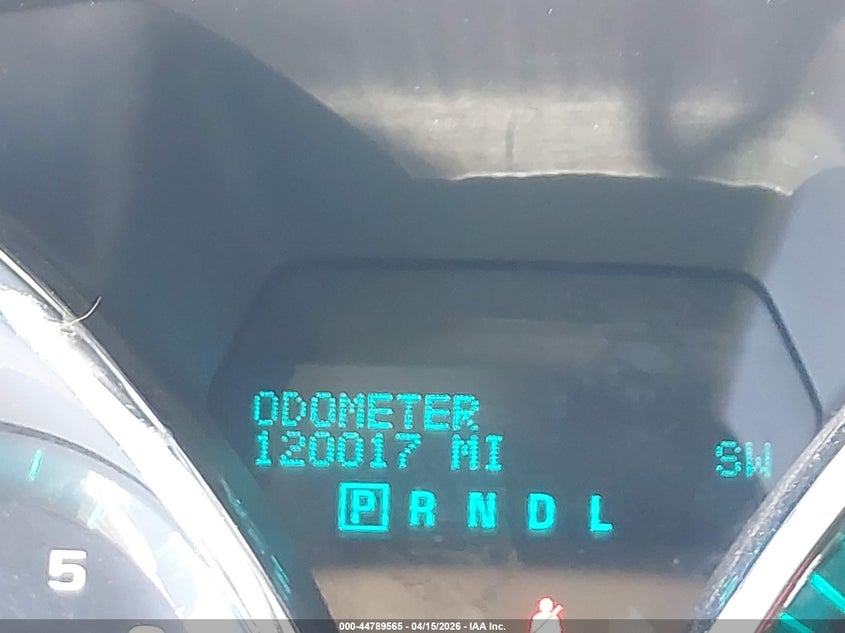 ODOMETER
120017 MI SW
P R N D L
5
000-44789565 - 04/15/2026 - IAA Inc.